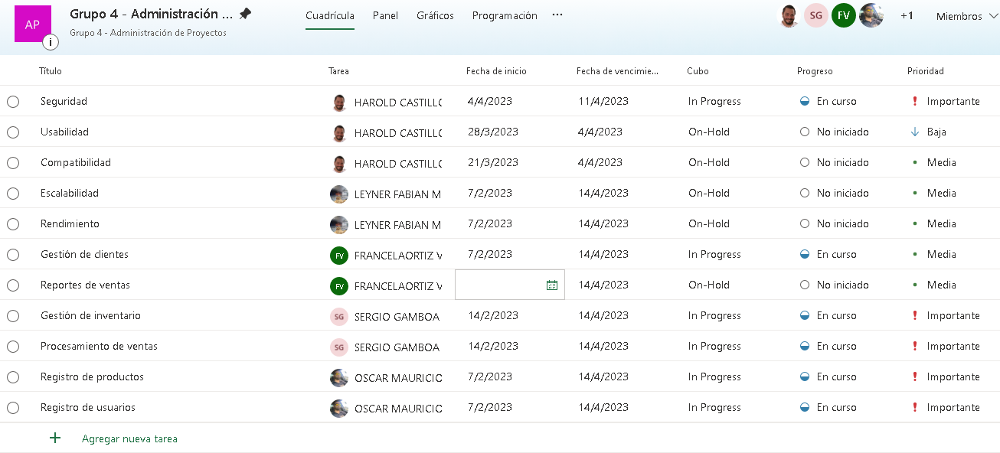 AP
Grupo 4 - Administración ...
Grupo 4 - Administración de Proyectos
Cuadrícula Panel Gráficos Programación ...
SG FV +1 Miembros
Título Tarea Fecha de inicio Fecha de vencimie... Cubo Progreso Prioridad
Seguridad HAROLD CASTILLO 4/4/2023 11/4/2023 In Progress En curso Importante
Usabilidad HAROLD CASTILLO 28/3/2023 4/4/2023 On-Hold No iniciado Baja
Compatibilidad HAROLD CASTILLO 21/3/2023 4/4/2023 On-Hold No iniciado Media
Escalabilidad LEYNER FABIAN M 7/2/2023 14/4/2023 On-Hold No iniciado Media
Rendimiento LEYNER FABIAN M 7/2/2023 14/4/2023 On-Hold No iniciado Media
Gestión de clientes FV FRANCELAORTIZ V 7/2/2023 14/4/2023 In Progress En curso Media
Reportes de ventas FV FRANCELAORTIZ V 14/4/2023 On-Hold No iniciado Media
Gestión de inventario SG SERGIO GAMBOA 14/2/2023 14/4/2023 In Progress En curso Importante
Procesamiento de ventas SG SERGIO GAMBOA 14/2/2023 14/4/2023 In Progress En curso Importante
Registro de productos OSCAR MAURICIO 7/2/2023 14/4/2023 In Progress En curso Importante
Registro de usuarios OSCAR MAURICIO 7/2/2023 14/4/2023 In Progress En curso Importante
+ Agregar nueva tarea